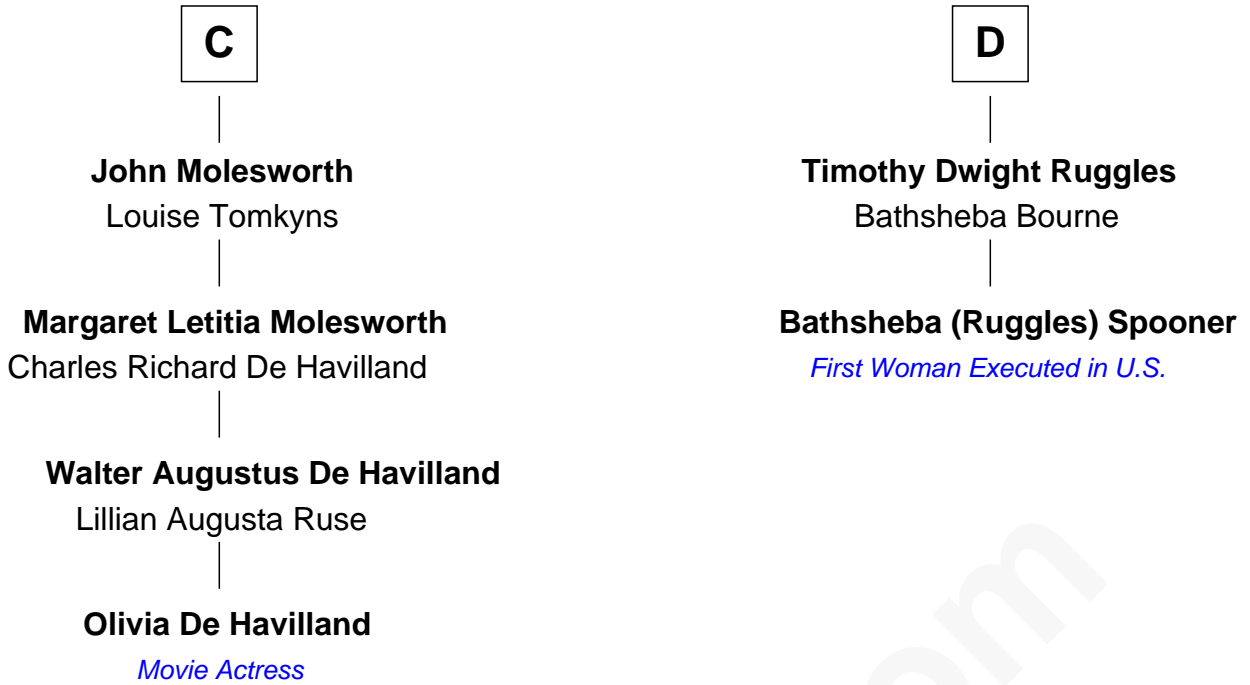 C
John Molesworth
Louise Tomkyns
Margaret Letitia Molesworth
Charles Richard De Havilland
Walter Augustus De Havilland
Lillian Augusta Ruse
Olivia De Havilland
Movie Actress
D
Timothy Dwight Ruggles
Bathsheba Bourne
Bathsheba (Ruggles) Spooner
First Woman Executed in U.S.
om